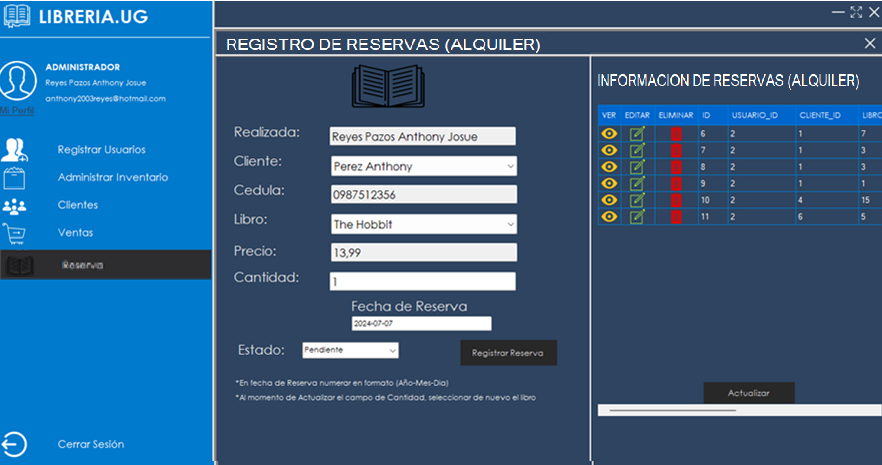 LIBRERIA.UG
ADMINISTRADOR
Reyes Pazos Anthony Josue
anthony2003reyes@hotmail.com
Mi Perfil
Registrar Usuarios
Administrar Inventario
Clientes
Ventas
Reserva
Cerrar Sesión
REGISTRO DE RESERVAS (ALQUILER)
Realizada: Reyes Pazos Anthony Josue
Cliente: Perez Anthony
Cedula: 0987512356
Libro: The Hobbit
Precio: 13,99
Cantidad: 1
Fecha de Reserva
2024-07-07
Estado: Pendiente Registrar Reserva
*En fecha de Reserva numerar en formato (Año-Mes-Dia)
*Al momento de Actualizar el campo de Cantidad, seleccionar de nuevo el libro
INFORMACION DE RESERVAS (ALQUILER)
VER EDITAR ELIMINAR ID USUARIO_ID CLIENTE_ID LIBRO
6 2 1 7
7 2 1 3
8 2 1 3
9 2 1 1
10 2 4 15
11 2 6 5
Actualizar